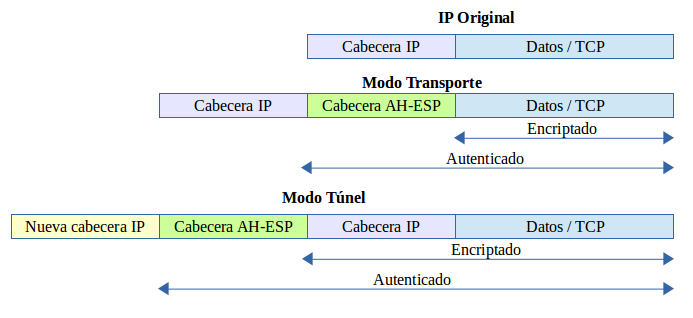 IP Original
Cabecera IP Datos / TCP
Modo Transporte
Cabecera IP Cabecera AH-ESP Datos / TCP
Encriptado
Autenticado
Modo Túnel
Nueva cabecera IP Cabecera AH-ESP Cabecera IP Datos / TCP
Encriptado
Autenticado